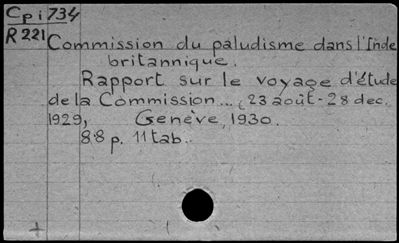 Cpi 734
R 221
Commission du paludisme dans l'Inde
britannique.
Rapport sur le voyage d'étude
de la Commission... (23 août - 28 dec.
1929, Genève, 1930.
88 p. 11 tab.